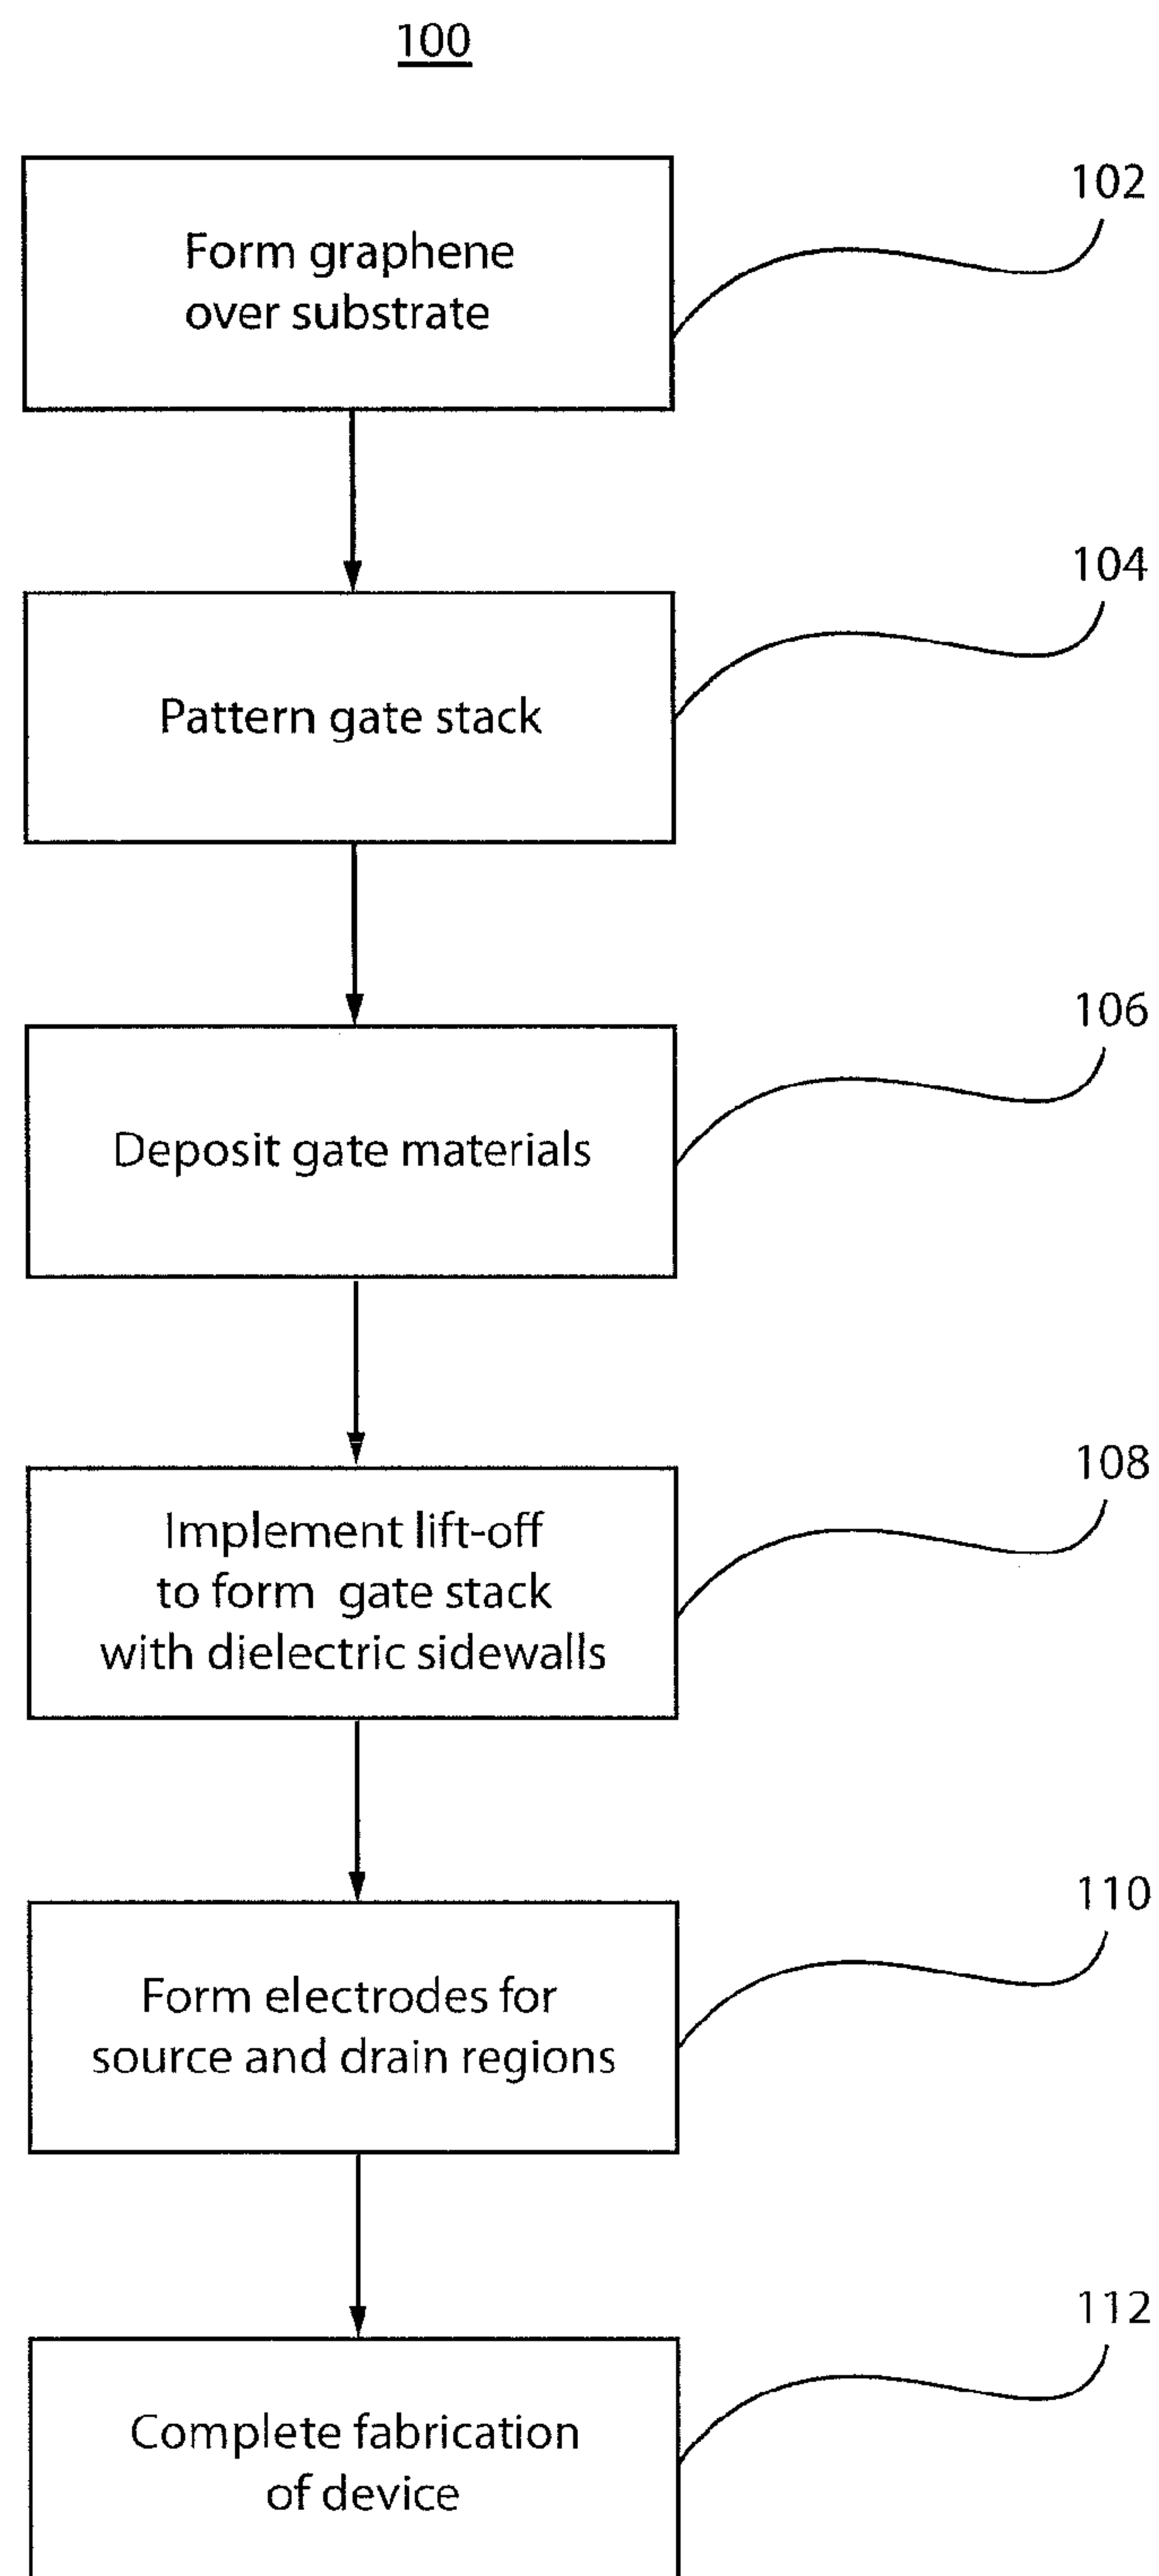 100
102
Form graphene
over substrate
104
Pattern gate stack
106
Deposit gate materials
108
Implement lift-off
to form gate stack
with dielectric sidewalls
110
Form electrodes for
source and drain regions
112
Complete fabrication
of device